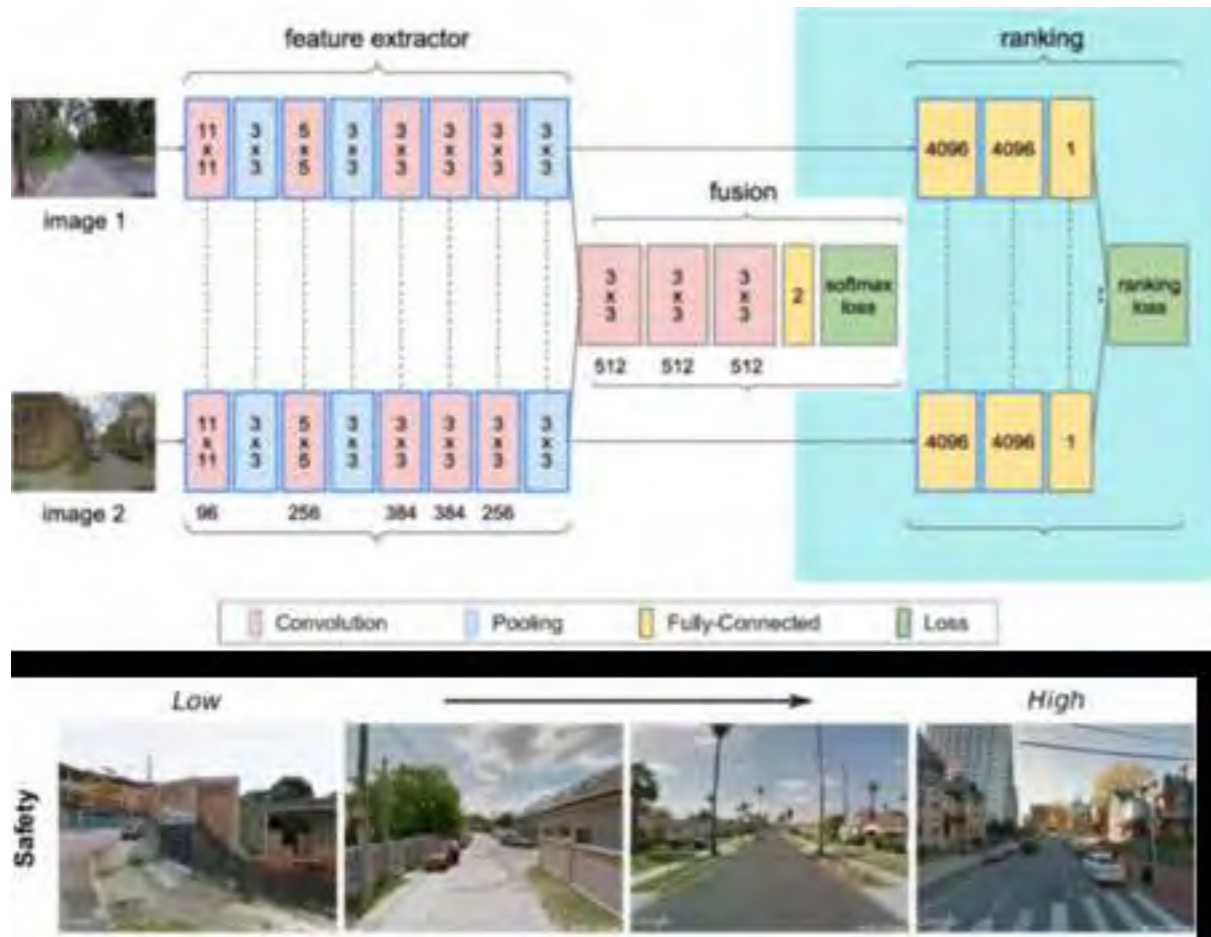 feature extractor
ranking
11 x 11
3 x 3
5 x 5
3 x 3
3 x 3
3 x 3
3 x 3
3 x 3
4096
4096
1
image 1
fusion
3 x 3
3 x 3
3 x 3
2
softmax loss
ranking loss
512
512
512
11 x 11
3 x 3
5 x 5
3 x 3
3 x 3
3 x 3
3 x 3
3 x 3
4096
4096
1
image 2
96
256
384
384
256
Convolution
Pooling
Fully-Connected
Loss
Low
High
Safety